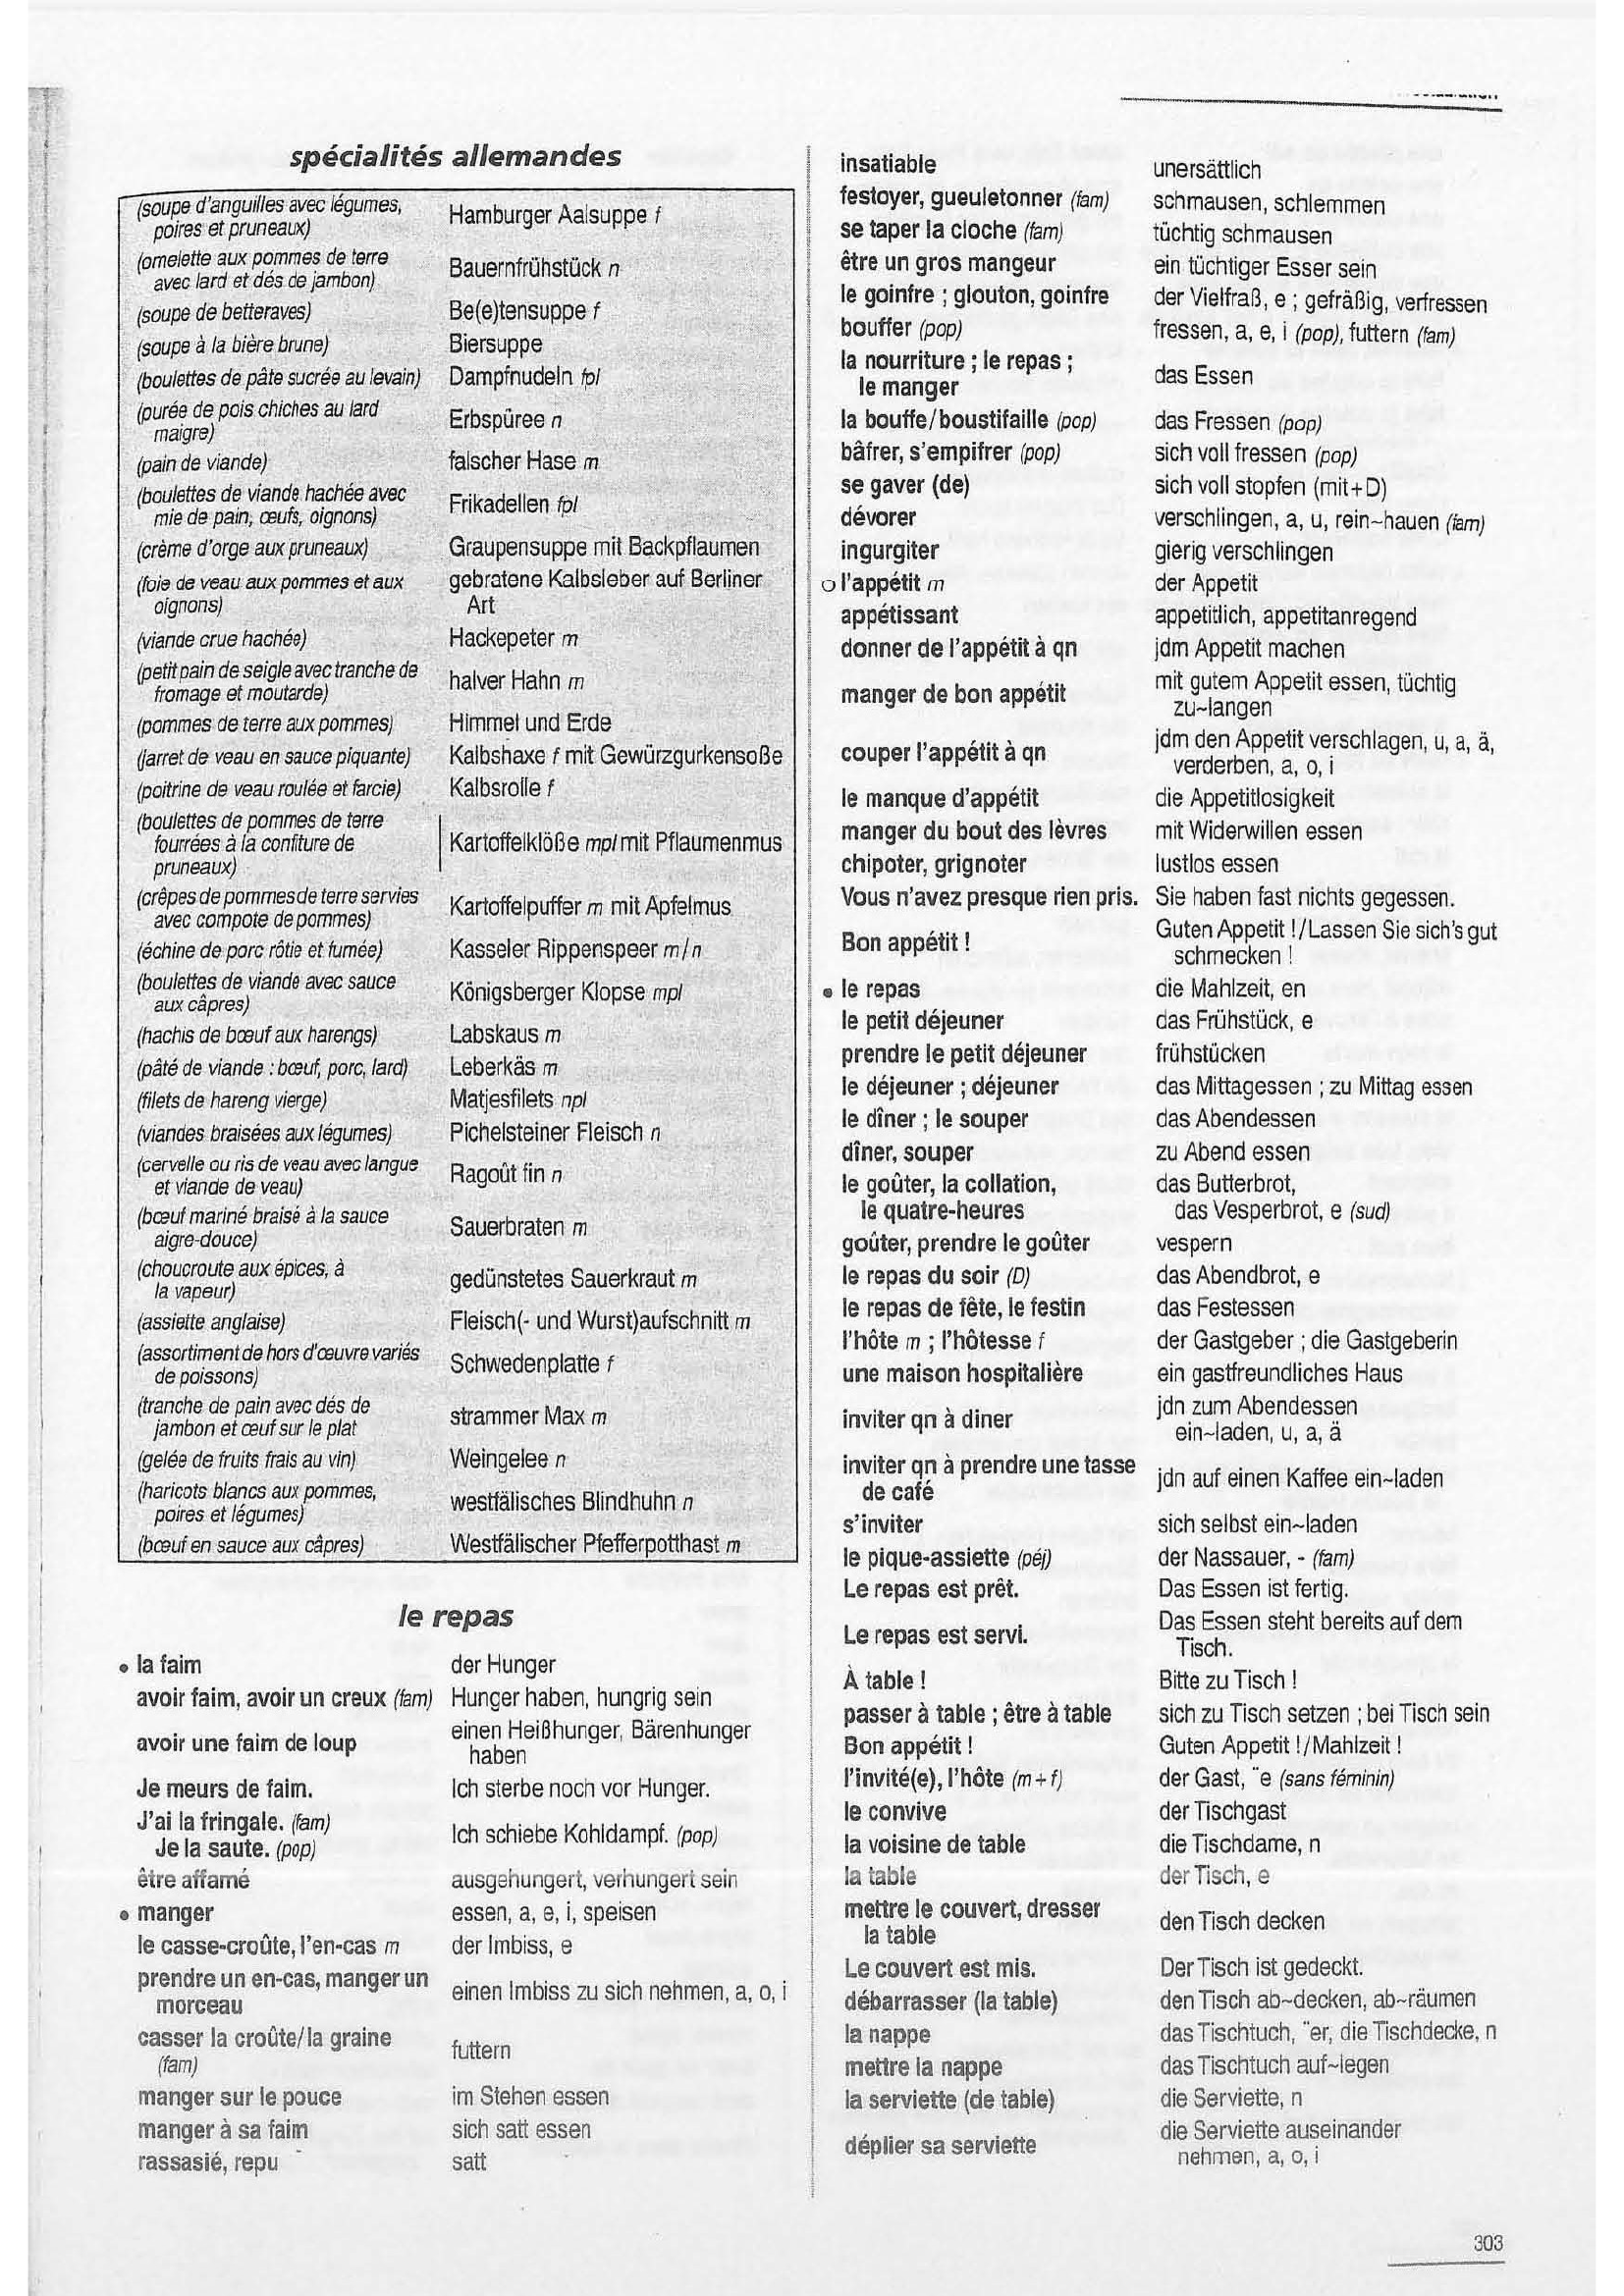 spécialités allemandes
(soupe d'anguilles avec légumes,
poires et pruneaux) Hamburger Aalsuppe f
(omelette aux pommes de terre
avec lard et dés de jambon) Bauernfrühstück n
(soupe de betteraves) Be(e)tensuppe f
(soupe à la bière brune) Biersuppe
(boulettes de pâte sucrée au levain) Dampfnudeln fpl
(purée de pois chiches au lard
maigre) Erbspüree n
(pain de viande) falscher Hase m
(boulettes de viande hachée avec
mie de pain, œufs, oignons) Frikadellen fpl
(crème d'orge aux pruneaux) Graupensuppe mit Backpflaumen
(foie de veau aux pommes et aux gebratene Kalbsleber auf Berliner
oignons) Art
(viande crue hachée) Hackepeter m
(petit pain de seigle avec tranche de
fromage et moutarde) halver Hahn m
(pommes de terre aux pommes) Himmel und Erde
(jarret de veau en sauce piquante) Kalbshaxe f mit Gewürzgurkensoße
(poitrine de veau roulée et farcie) Kalbsrolle f
(boulettes de pommes de terre
fourrées à la confiture de Kartoffelklöße mpl mit Pflaumenmus
pruneaux)
(crêpes de pommes de terre servies
avec compote de pommes) Kartoffelpuffer m mit Apfelmus
(échine de porc rôtie et fumée) Kasseler Rippenspeer m/n
(boulettes de viande avec sauce
aux câpres) Königsberger Klopse mpl
(hachis de bœuf aux harengs) Labskaus m
(pâté de viande : bœuf, porc, lard) Leberkäs m
(filets de hareng vierge) Matjesfilets npl
(viandes braisées aux légumes) Pichelsteiner Fleisch n
(cervelle ou ris de veau avec langue
et viande de veau) Ragoût fin n
(bœuf mariné braisé à la sauce
aigre-douce) Sauerbraten m
(choucroute aux épices, à
la vapeur) gedünstetes Sauerkraut m
(assiette anglaise) Fleisch(- und Wurst)aufschnitt m
(assortiment de hors d'œuvre variés
de poissons) Schwedenplatte f
(tranche de pain avec dés de
jambon et œuf sur le plat strammer Max m
(gelée de fruits frais au vin) Weingelee n
(haricots blancs aux pommes,
poires et légumes) westfälisches Blindhuhn n
(bœuf en sauce aux câpres) Westfälischer Pfefferpotthast m
le repas
• la faim der Hunger
avoir faim, avoir un creux (fam) Hunger haben, hungrig sein
avoir une faim de loup einen Heißhunger, Bärenhunger
haben
Je meurs de faim. Ich sterbe noch vor Hunger.
J'ai la fringale. (fam)
Je la saute. (pop) Ich schiebe Kohldampf. (pop)
être affamé ausgehungert, verhungert sein
• manger essen, a, e, i, speisen
le casse-croûte, l'en-cas m der Imbiss, e
prendre un en-cas, manger un
morceau einen Imbiss zu sich nehmen, a, o, i
casser la croûte/la graine
(fam) futtern
manger sur le pouce im Stehen essen
manger à sa faim sich satt essen
rassasié, repu satt
insatiable unersättlich
festoyer, gueuletonner (fam) schmausen, schlemmen
se taper la cloche (fam) tüchtig schmausen
être un gros mangeur ein tüchtiger Esser sein
le goinfre ; glouton, goinfre der Vielfraß, e ; gefräßig, verfressen
bouffer (pop) fressen, a, e, i (pop), futtern (fam)
la nourriture ; le repas ;
le manger das Essen
la bouffe/boustifaille (pop) das Fressen (pop)
bâfrer, s'empifrer (pop) sich voll fressen (pop)
se gaver (de) sich voll stopfen (mit+D)
dévorer verschlingen, a, u, rein~hauen (fam)
ingurgiter gierig verschlingen
o l'appétit m der Appetit
appétissant appetitlich, appetitanregend
donner de l'appétit à qn jdm Appetit machen
manger de bon appétit mit gutem Appetit essen, tüchtig
zu~langen
couper l'appétit à qn jdm den Appetit verschlagen, u, a, ä,
verderben, a, o, i
le manque d'appétit die Appetitlosigkeit
manger du bout des lèvres mit Widerwillen essen
chipoter, grignoter lustlos essen
Vous n'avez presque rien pris. Sie haben fast nichts gegessen.
Bon appétit ! Guten Appetit !/Lassen Sie sich's gut
schmecken !
• le repas die Mahlzeit, en
le petit déjeuner das Frühstück, e
prendre le petit déjeuner frühstücken
le déjeuner ; déjeuner das Mittagessen ; zu Mittag essen
le dîner ; le souper das Abendessen
dîner, souper zu Abend essen
le goûter, la collation, das Butterbrot,
le quatre-heures das Vesperbrot, e (sud)
goûter, prendre le goûter vespern
le repas du soir (D) das Abendbrot, e
le repas de fête, le festin das Festessen
l'hôte m ; l'hôtesse f der Gastgeber ; die Gastgeberin
une maison hospitalière ein gastfreundliches Haus
inviter qn à diner jdn zum Abendessen
ein~laden, u, a, ä
inviter qn à prendre une tasse
de café jdn auf einen Kaffee ein~laden
s'inviter sich selbst ein~laden
le pique-assiette (péj) der Nassauer, - (fam)
Le repas est prêt. Das Essen ist fertig.
Le repas est servi. Das Essen steht bereits auf dem
Tisch.
À table ! Bitte zu Tisch !
passer à table ; être à table sich zu Tisch setzen ; bei Tisch sein
Bon appétit ! Guten Appetit !/Mahlzeit !
l'invité(e), l'hôte (m+f) der Gast, ¨e (sans féminin)
le convive der Tischgast
la voisine de table die Tischdame, n
la table der Tisch, e
mettre le couvert, dresser
la table den Tisch decken
Le couvert est mis. Der Tisch ist gedeckt.
débarrasser (la table) den Tisch ab~decken, ab~räumen
la nappe das Tischtuch, ¨er, die Tischdecke, n
mettre la nappe das Tischtuch auf~legen
la serviette (de table) die Serviette, n
déplier sa serviette die Serviette auseinander
nehmen, a, o, i
303